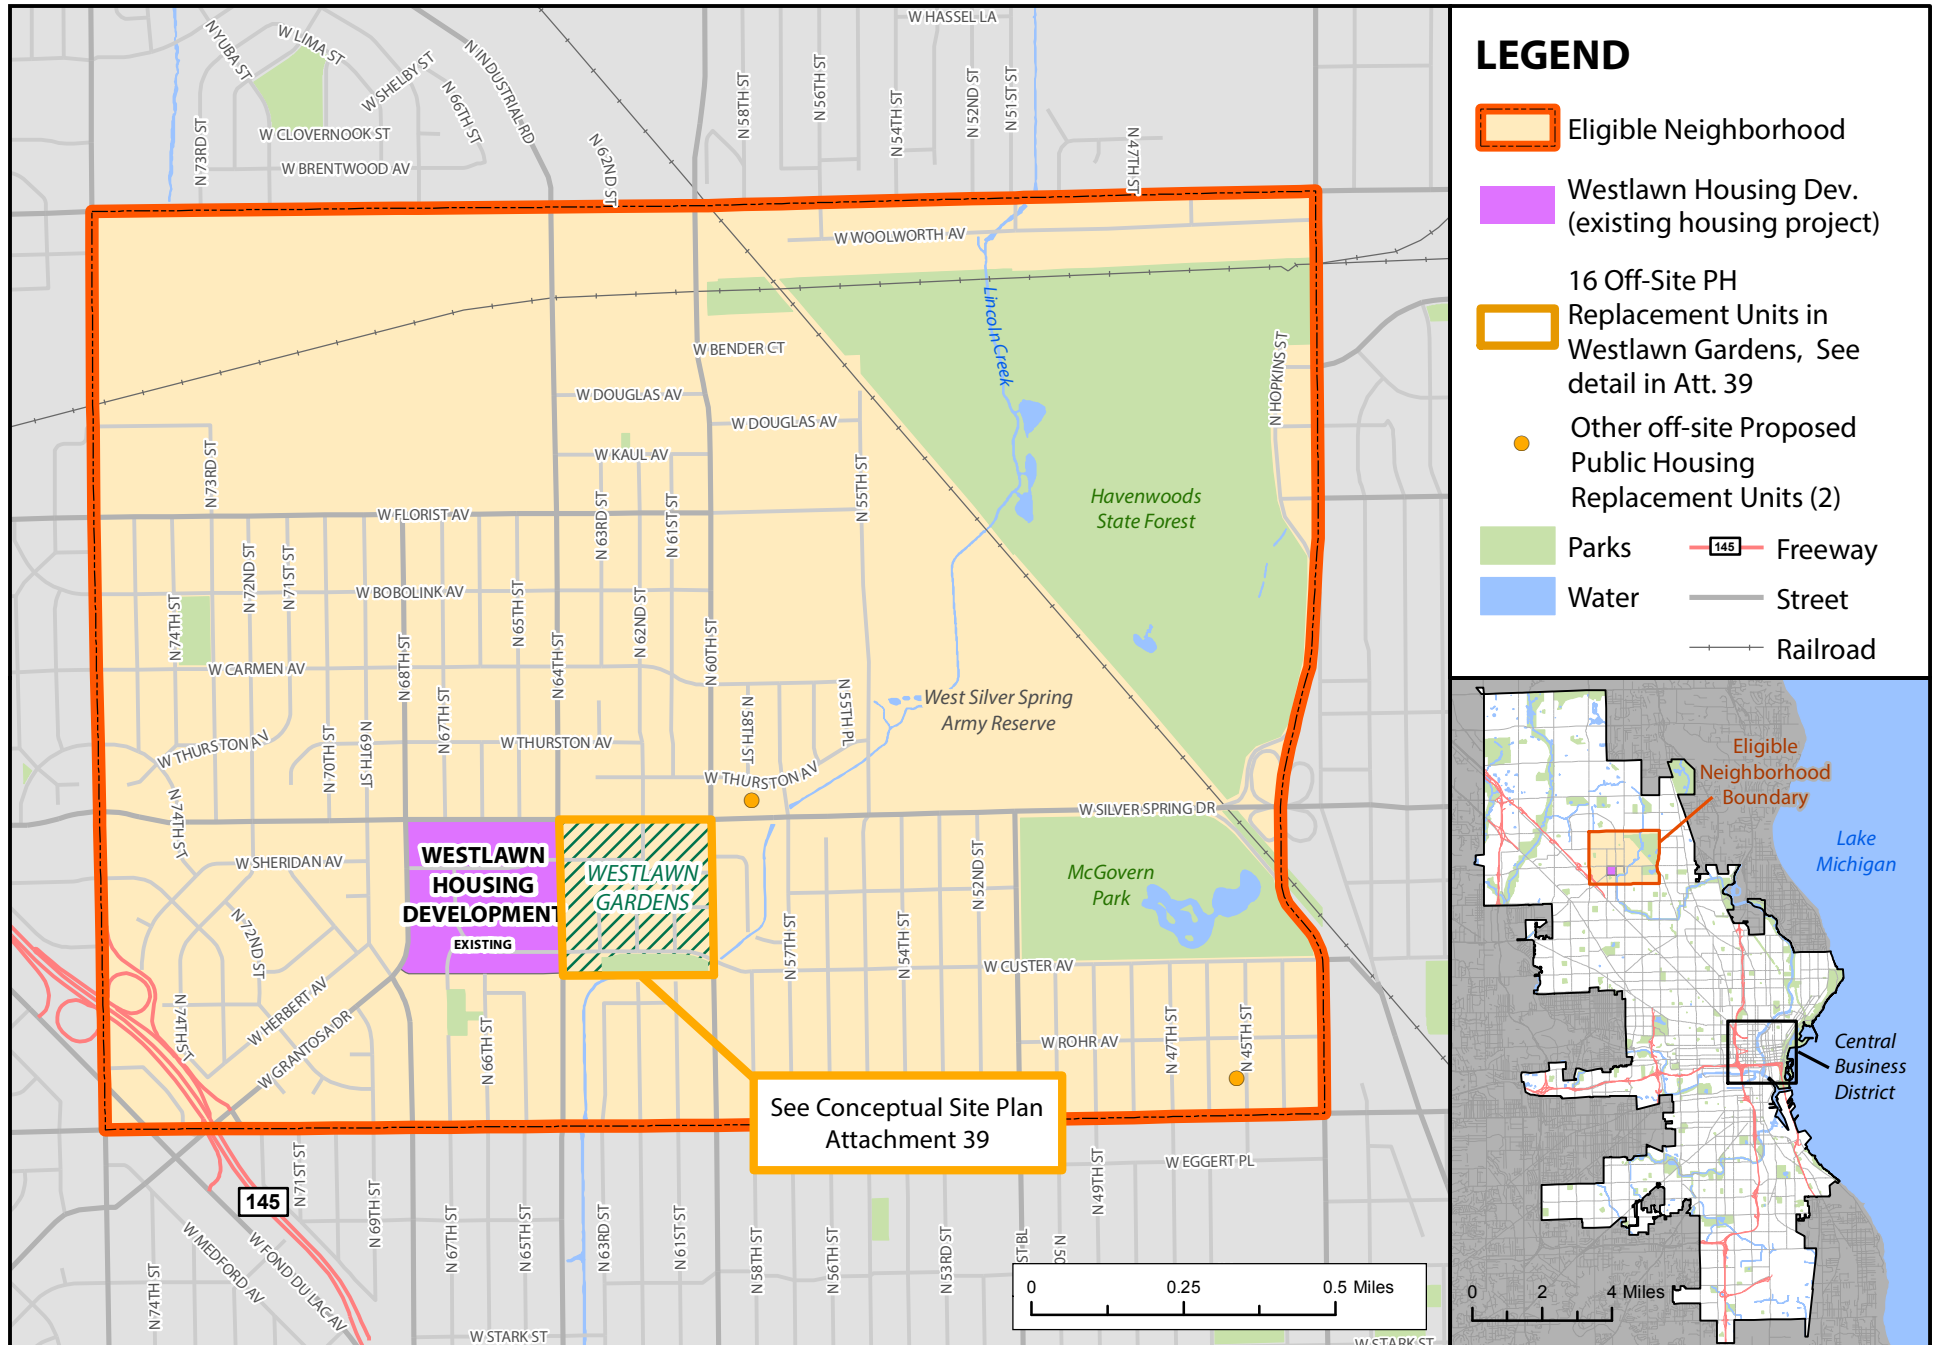 W HASSEL LA
N YUBA ST
W LIMA ST
W SHELBY ST
N INDUSTRIAL RD
N 66TH ST
N 73RD ST
W CLOVERNOOK ST
W BRENTWOOD AV
N 62ND ST
N 58TH ST
N 56TH ST
N 54TH ST
N 52ND ST
N 51ST ST
N 47TH ST
W WOOLWORTH AV
Lincoln Creek
W BENDER CT
N HOPKINS ST
W DOUGLAS AV
W DOUGLAS AV
W KAUL AV
N 73RD ST
N 55TH ST
Havenwoods
State Forest
W FLORIST AV
N 63RD ST
N 61ST ST
N 72ND ST
N 71ST ST
W BOBOLINK AV
N 74TH ST
N 65TH ST
N 62ND ST
N 68TH ST
N 64TH ST
N 60TH ST
W CARMEN AV
N 67TH ST
N 58TH ST
N 55TH PL
West Silver Spring
Army Reserve
W THURSTON AV
N 70TH ST
N 69TH ST
W THURSTON AV
W THURSTON AV
W SILVER SPRING DR
N 74TH ST
W SHERIDAN AV
WESTLAWN
HOUSING
DEVELOPMENT
EXISTING
WESTLAWN
GARDENS
N 52ND ST
McGovern
Park
N 72ND ST
N 57TH ST
N 54TH ST
W CUSTER AV
W HERBERT AV
N 74TH ST
W GRANTOSA DR
N 66TH ST
W ROHR AV
N 47TH ST
N 45TH ST
See Conceptual Site Plan
Attachment 39
W EGGERT PL
145
N 71ST ST
N 69TH ST
N 67TH ST
N 65TH ST
N 63RD ST
N 61ST ST
N 58TH ST
N 56TH ST
N 53RD ST
ST BL
N 50
N 49TH ST
W MEDFORD AV
W FOND DU LAC AV
N 74TH ST
W STARK ST
W STARK ST
0 0.25 0.5 Miles
LEGEND
Eligible Neighborhood
Westlawn Housing Dev.
(existing housing project)
16 Off-Site PH
Replacement Units in
Westlawn Gardens, See
detail in Att. 39
Other off-site Proposed
Public Housing
Replacement Units (2)
Parks
145 Freeway
Water
Street
Railroad
Eligible
Neighborhood
Boundary
Lake
Michigan
Central
Business
District
0 2 4 Miles